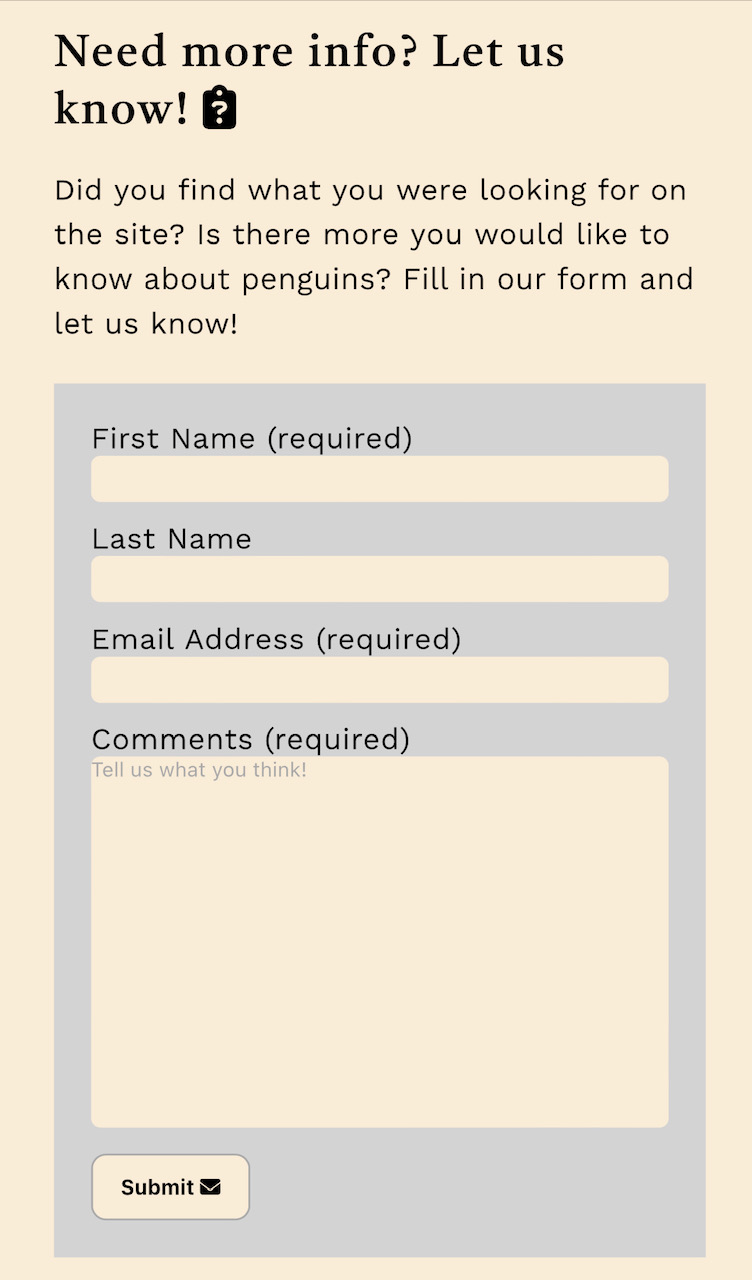 Need more info? Let us
know!
Did you find what you were looking for on
the site? Is there more you would like to
know about penguins? Fill in our form and
let us know!
First Name (required)
Last Name
Email Address (required)
Comments (required)
Tell us what you think!
Submit